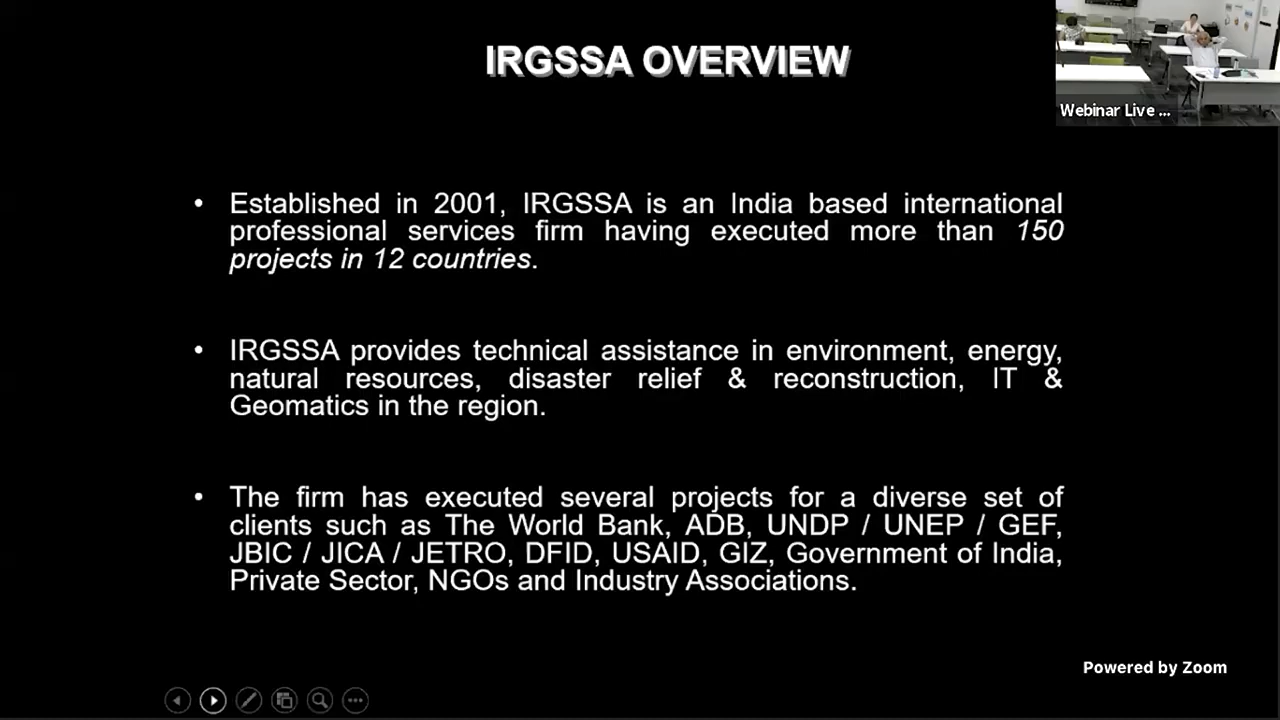 IRGSSA OVERVIEW
Webinar Live ...
• Established in 2001, IRGSSA is an India based international
professional services firm having executed more than 150
projects in 12 countries.
• IRGSSA provides technical assistance in environment, energy,
natural resources, disaster relief & reconstruction, IT &
Geomatics in the region.
• The firm has executed several projects for a diverse set of
clients such as The World Bank, ADB, UNDP / UNEP / GEF,
JBIC / JICA / JETRO, DFID, USAID, GIZ, Government of India,
Private Sector, NGOs and Industry Associations.
Powered by Zoom